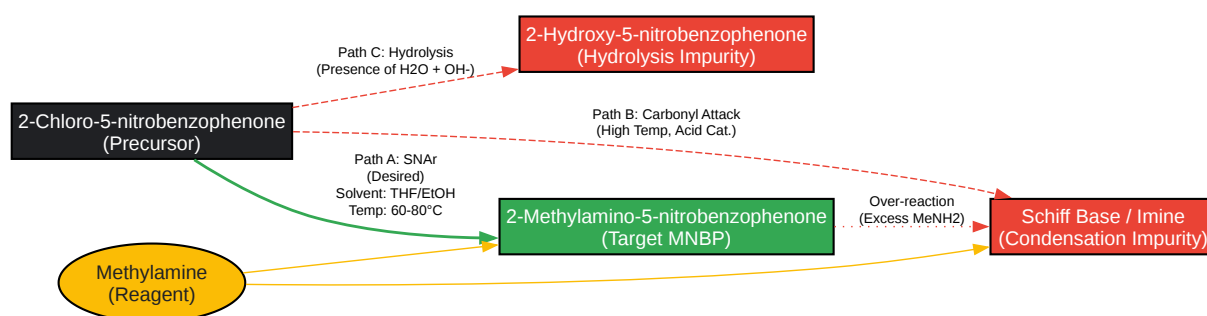 2-Hydroxy-5-nitrobenzophenone
(Hydrolysis Impurity)
Path C: Hydrolysis
(Presence of H2O + OH-)
2-Chloro-5-nitrobenzophenone
(Precursor)
Path B: Carbonyl Attack
(High Temp, Acid Cat.)
Path A: SNAr
(Desired)
Solvent: THF/EtOH
Temp: 60-80°C
2-Methylamino-5-nitrobenzophenone
(Target MNBP)
Over-reaction
(Excess MeNH2)
Schiff Base / Imine
(Condensation Impurity)
Methylamine
(Reagent)